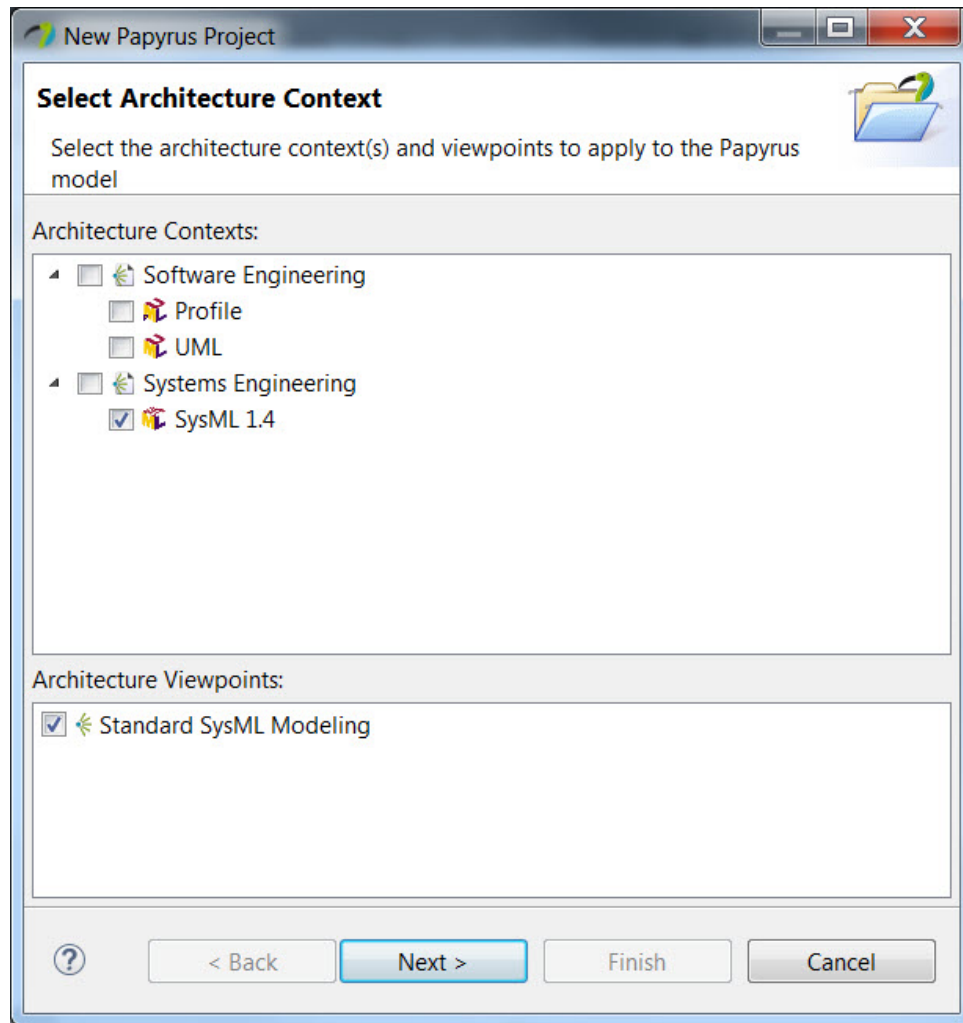 New Papyrus Project
Select Architecture Context
Select the architecture context(s) and viewpoints to apply to the Papyrus
model
Architecture Contexts:
Software Engineering
Profile
UML
Systems Engineering
SysML 1.4
Architecture Viewpoints:
Standard SysML Modeling
? < Back Next > Finish Cancel